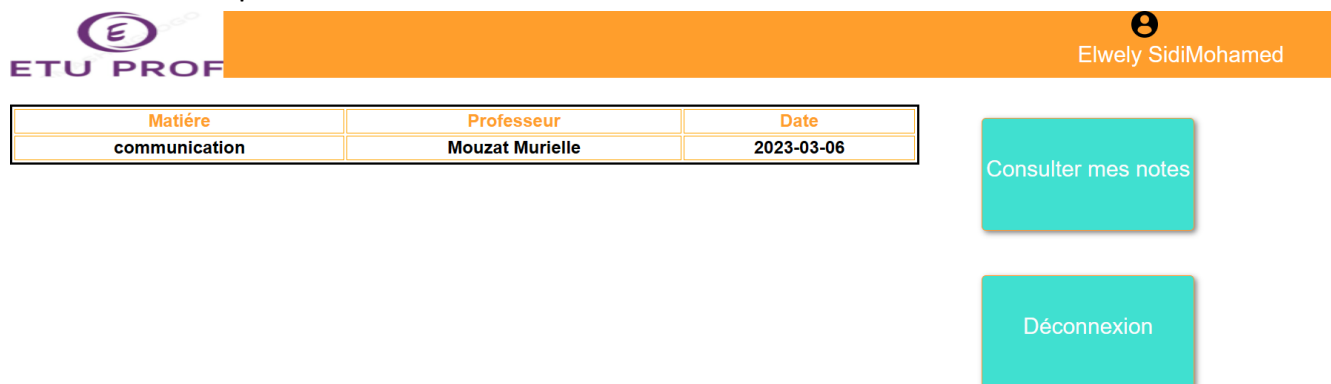 E
ETU PROF
Elwely SidiMohamed
Matiére Professeur Date
communication Mouzat Murielle 2023-03-06
Consulter mes notes
Déconnexion